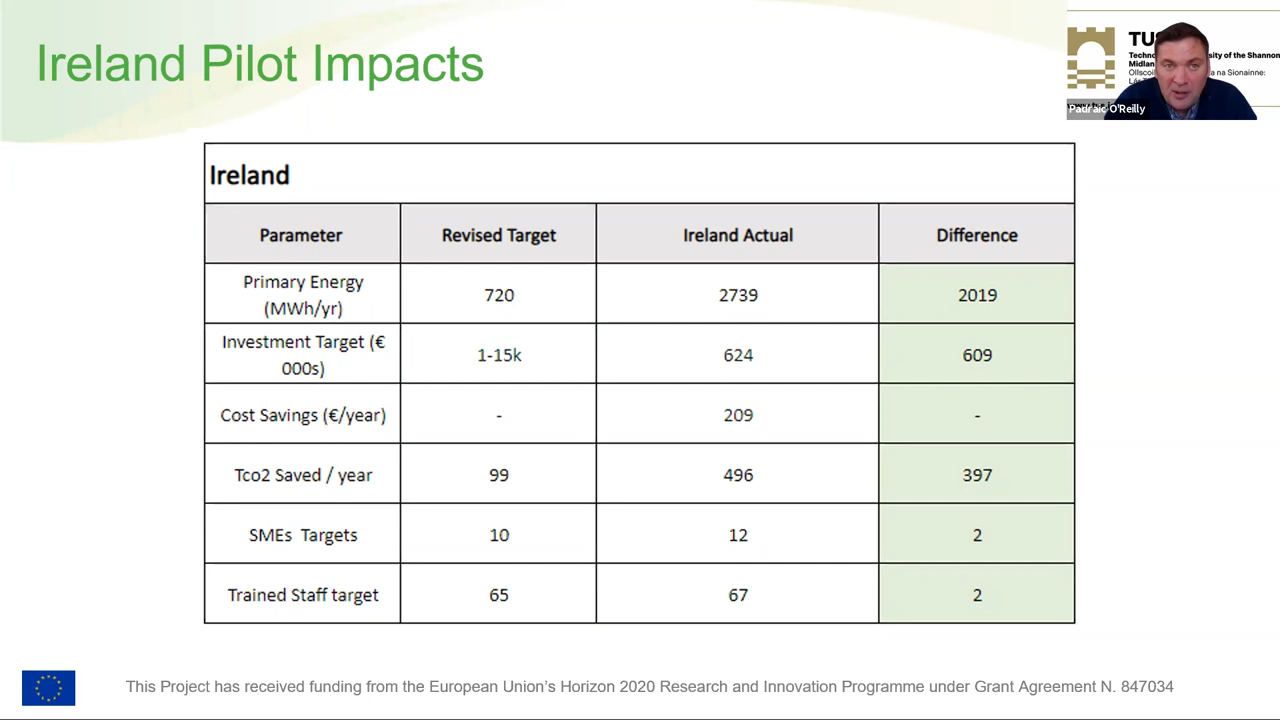 Ireland Pilot Impacts
TUS
Midlan
Padraic O'Reilly
Ireland
Parameter Revised Target Ireland Actual Difference
Primary Energy
(MWh/yr) 720 2739 2019
Investment Target (€
000s) 1-15k 624 609
Cost Savings (€/year) - 209 -
Tco2 Saved / year 99 496 397
SMEs Targets 10 12 2
Trained Staff target 65 67 2
This Project has received funding from the European Union's Horizon 2020 Research and Innovation Programme under Grant Agreement N. 847034